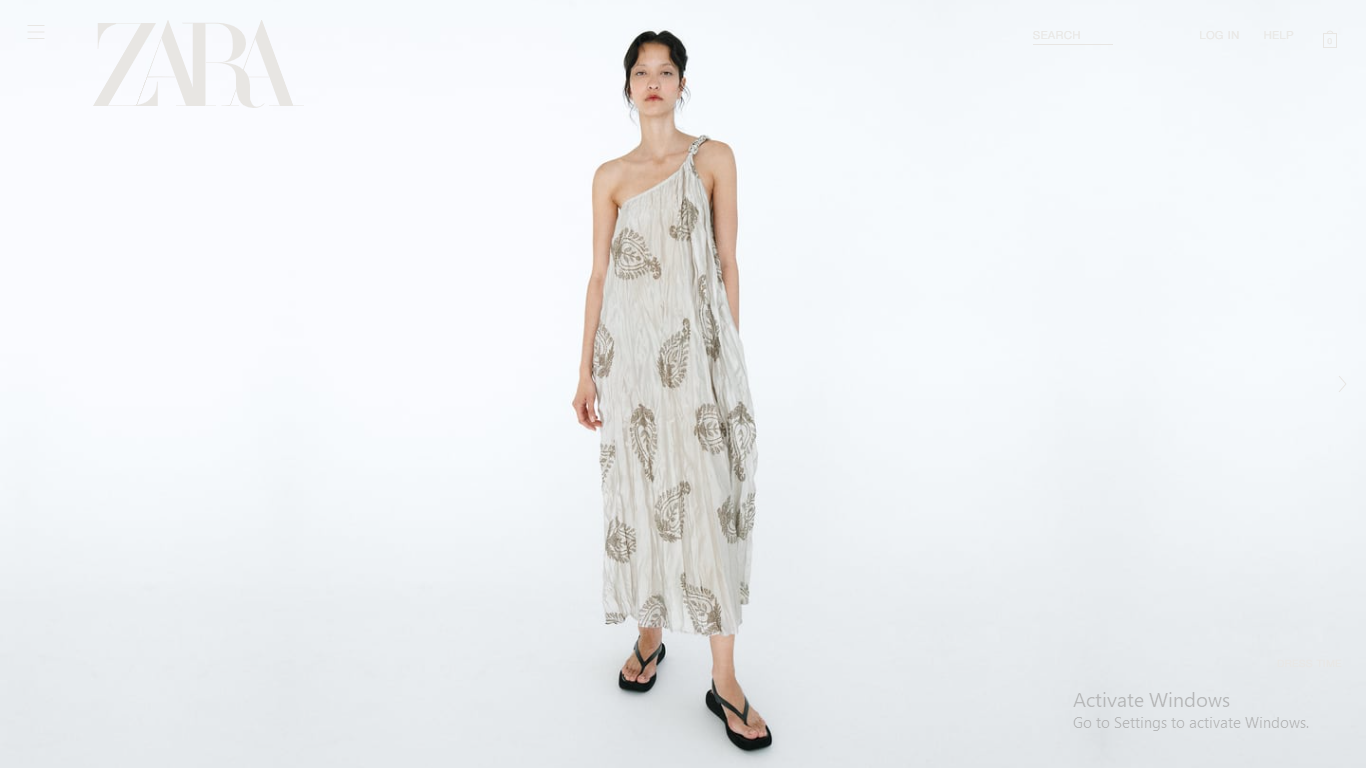 ZARA
SEARCH
LOG IN
HELP
0
Activate Windows
Go to Settings to activate Windows.